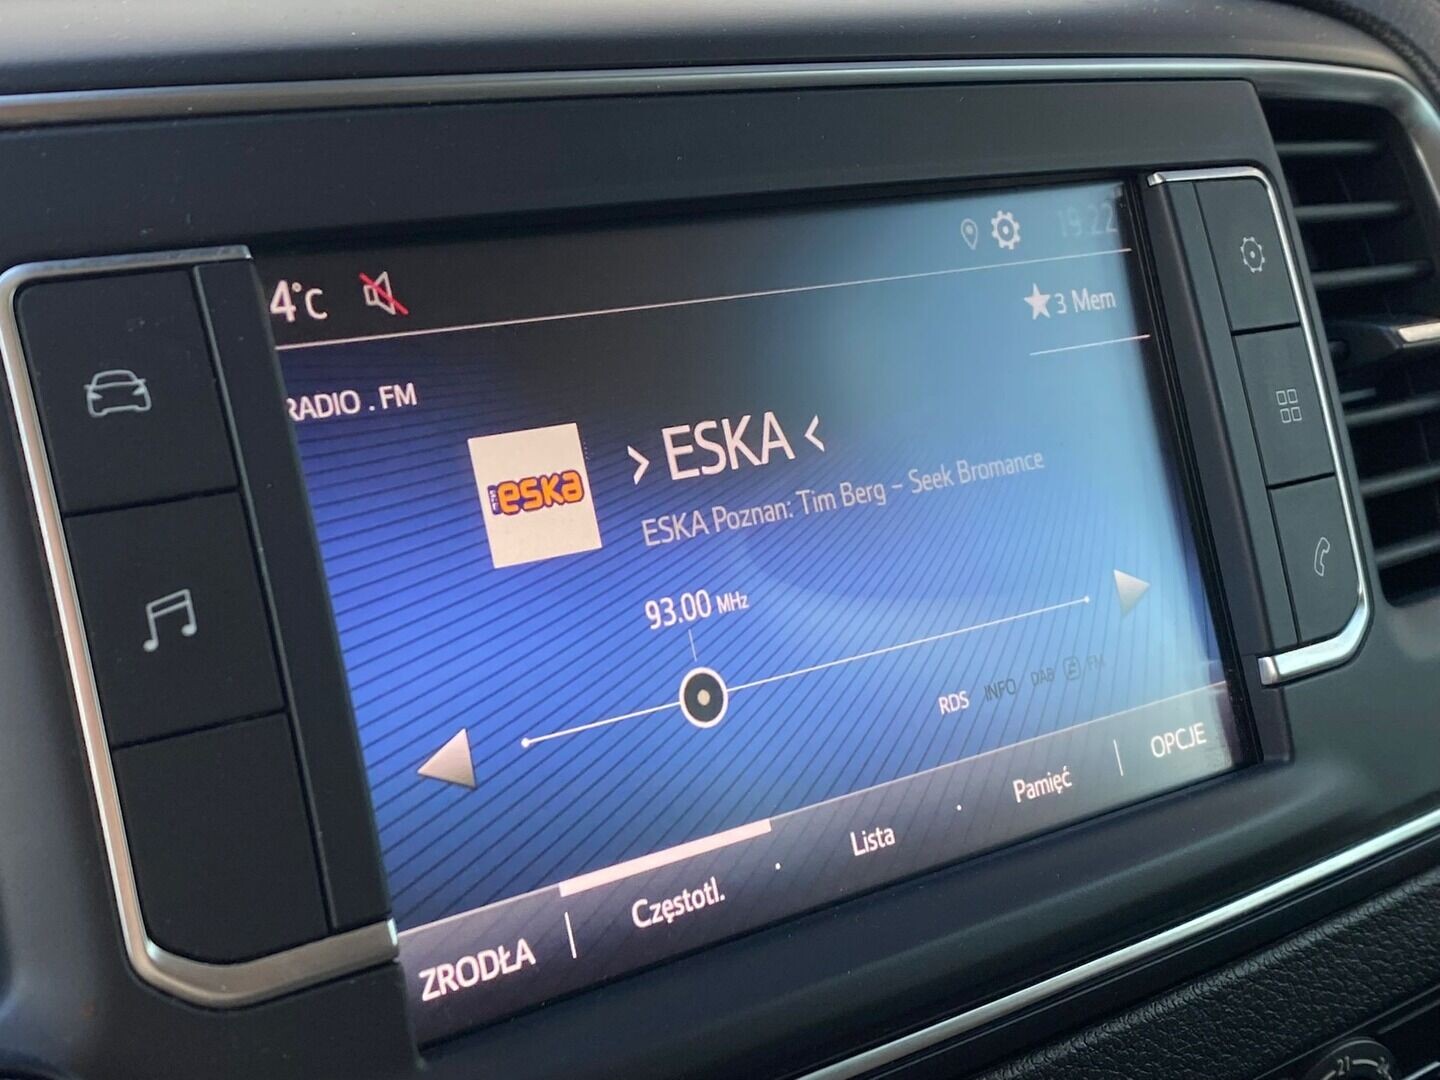 4°C
19:22
3 Mem
RADIO . FM
eska
> ESKA <
ESKA Poznan: Tim Berg – Seek Bromance
93.00 MHz
RDS INFO DAB FM
ZRODŁA | Częstotl. · Lista · Pamięć | OPCJE
21